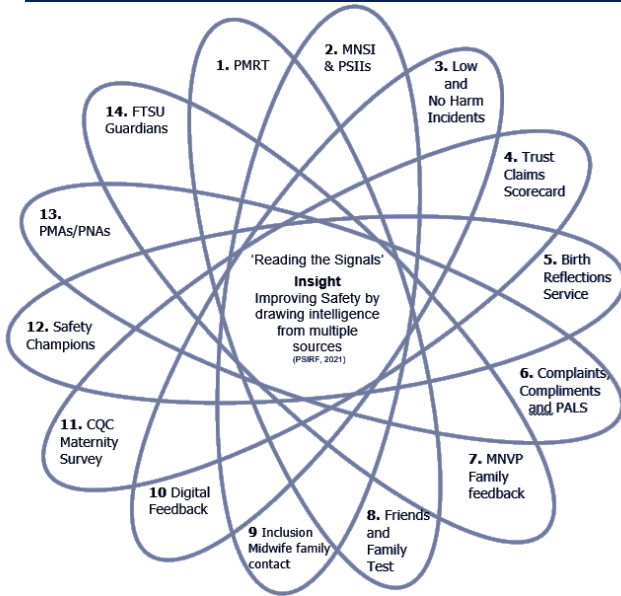 1. PMRT
2. MNSI
& PSIIs
3. Low
and
No Harm
Incidents
4. Trust
Claims
Scorecard
5. Birth
Reflections
Service
6. Complaints,
Compliments
and PALS
7. MNVP
Family
feedback
8. Friends
and
Family
Test
9 Inclusion
Midwife family
contact
10 Digital
Feedback
11. CQC
Maternity
Survey
12. Safety
Champions
13.
PMAs/PNAs
14. FTSU
Guardians
'Reading the Signals'
Insight
Improving Safety by
drawing intelligence
from multiple
sources
(PSIRF, 2021)